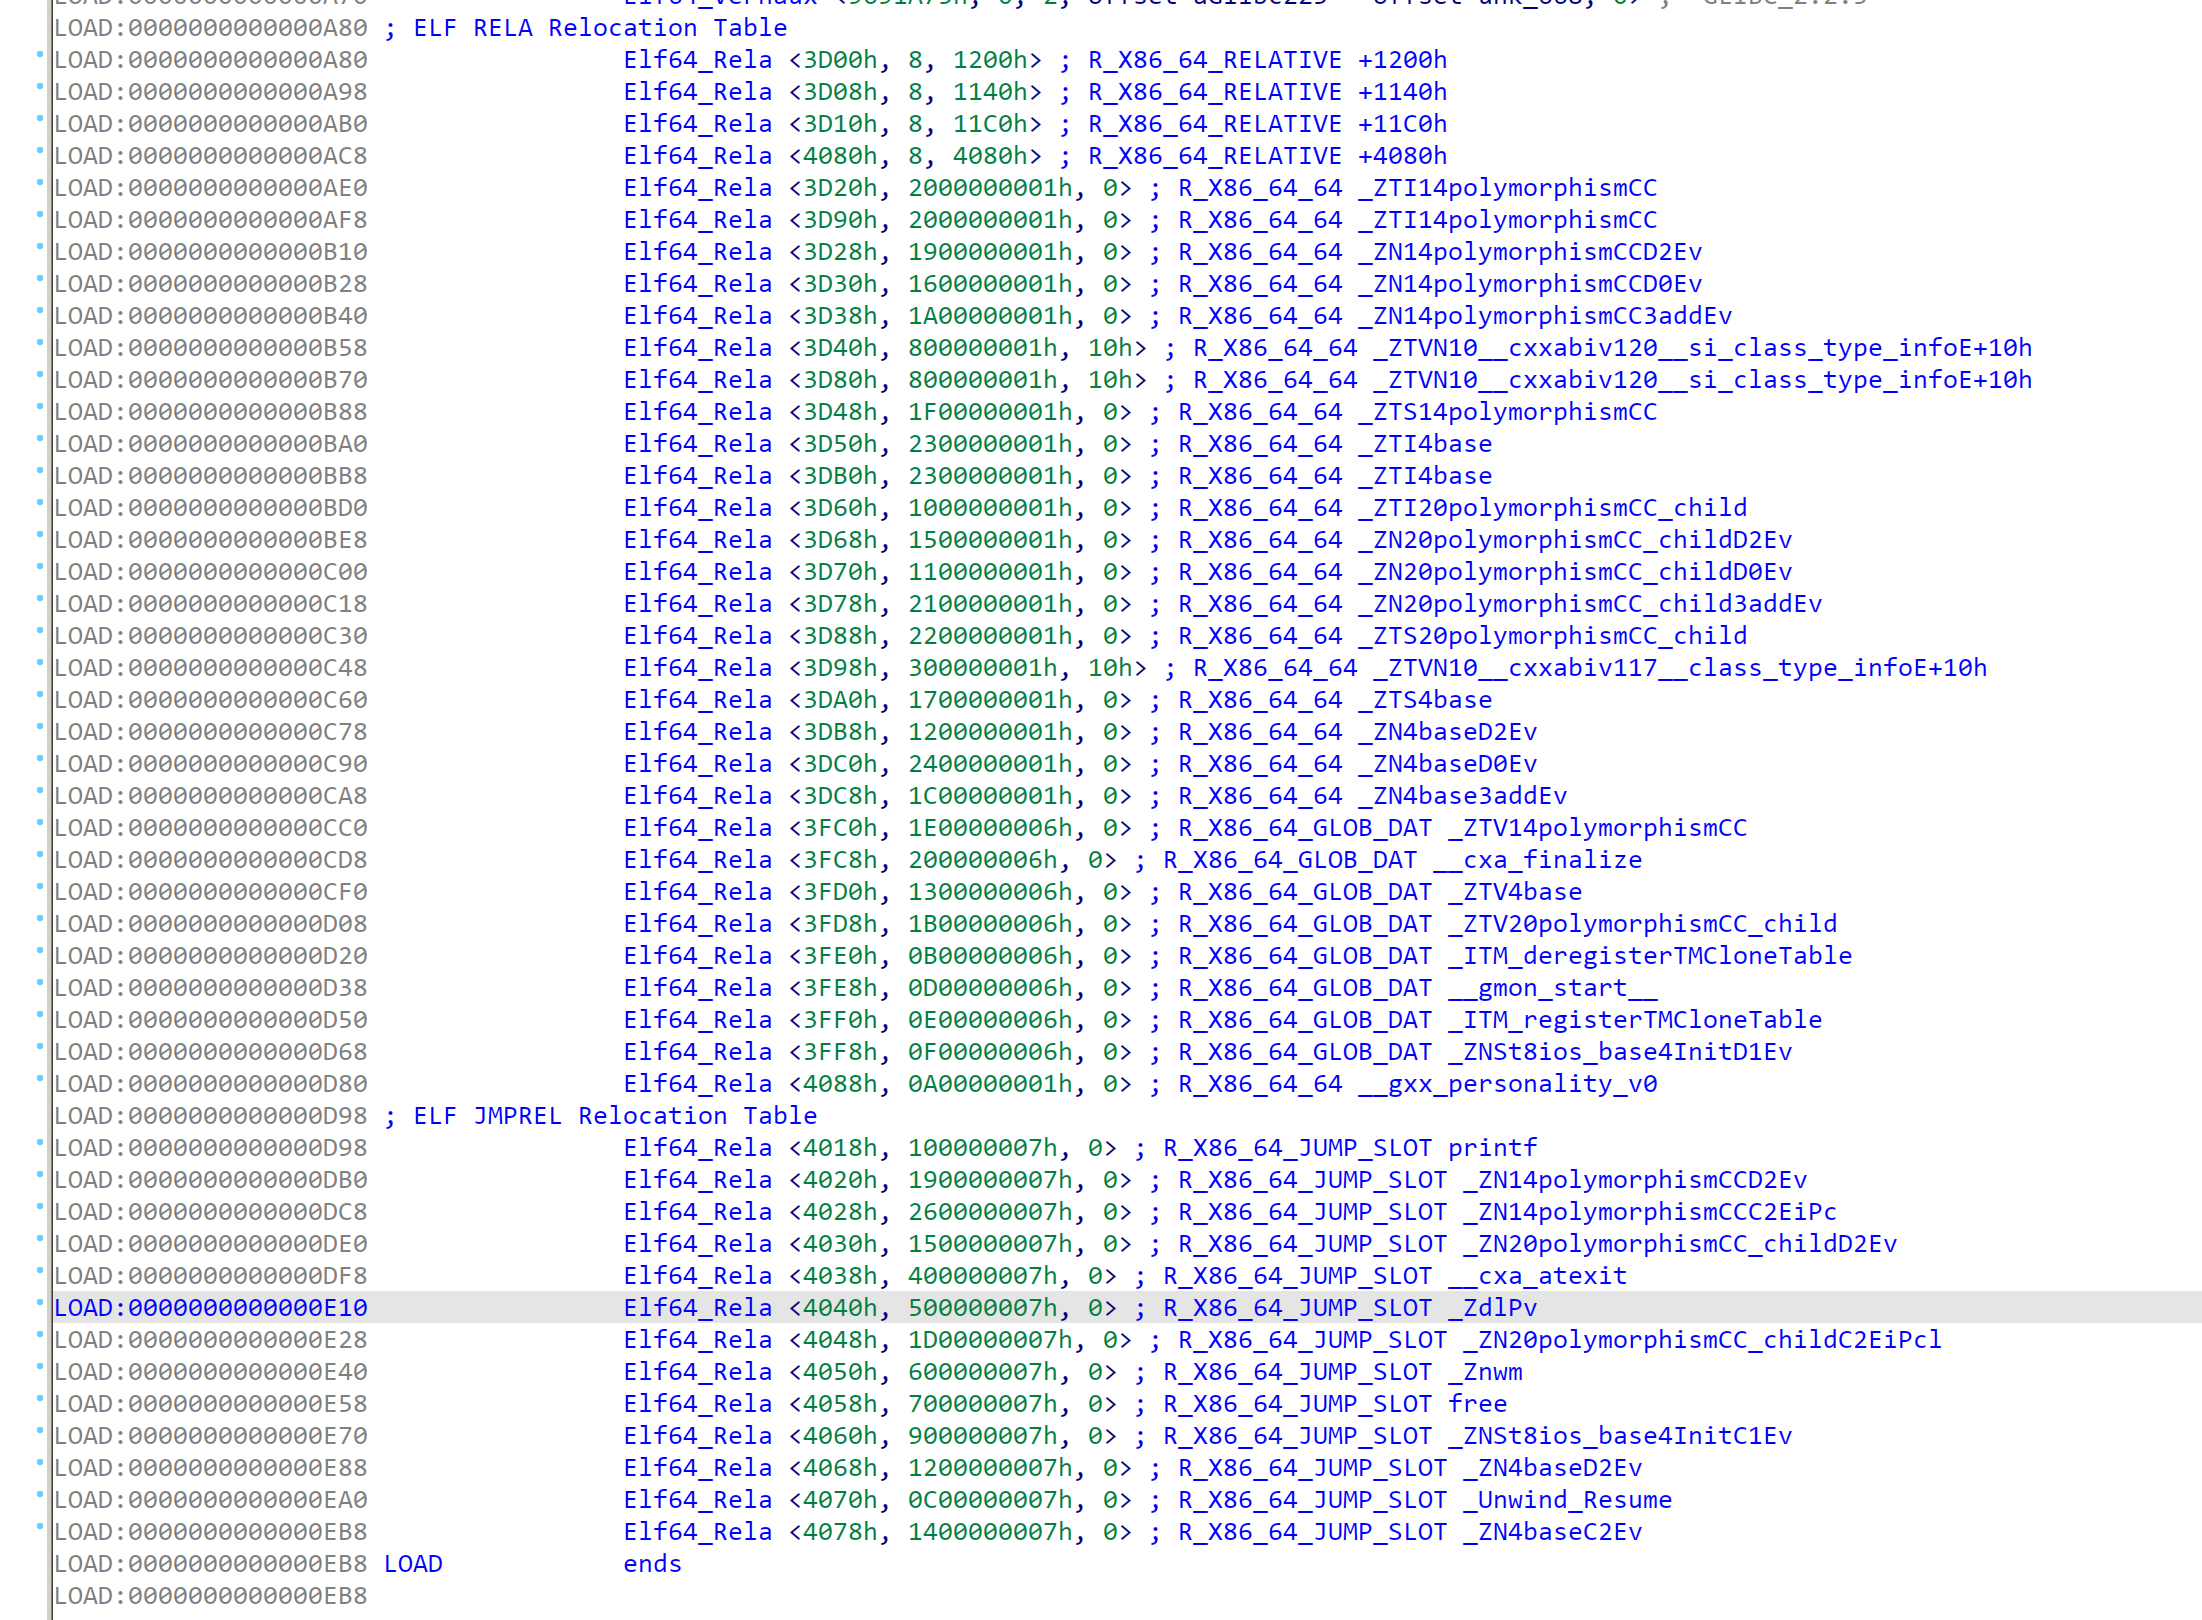 LOAD:0000000000000A80 ; ELF RELA Relocation Table
LOAD:0000000000000A80 Elf64_Rela <3D00h, 8, 1200h> ; R_X86_64_RELATIVE +1200h
LOAD:0000000000000A98 Elf64_Rela <3D08h, 8, 1140h> ; R_X86_64_RELATIVE +1140h
LOAD:0000000000000AB0 Elf64_Rela <3D10h, 8, 11C0h> ; R_X86_64_RELATIVE +11C0h
LOAD:0000000000000AC8 Elf64_Rela <4080h, 8, 4080h> ; R_X86_64_RELATIVE +4080h
LOAD:0000000000000AE0 Elf64_Rela <3D20h, 2000000001h, 0> ; R_X86_64_64 _ZTI14polymorphismCC
LOAD:0000000000000AF8 Elf64_Rela <3D90h, 2000000001h, 0> ; R_X86_64_64 _ZTI14polymorphismCC
LOAD:0000000000000B10 Elf64_Rela <3D28h, 1900000001h, 0> ; R_X86_64_64 _ZN14polymorphismCCD2Ev
LOAD:0000000000000B28 Elf64_Rela <3D30h, 1600000001h, 0> ; R_X86_64_64 _ZN14polymorphismCCD0Ev
LOAD:0000000000000B40 Elf64_Rela <3D38h, 1A00000001h, 0> ; R_X86_64_64 _ZN14polymorphismCC3addEv
LOAD:0000000000000B58 Elf64_Rela <3D40h, 800000001h, 10h> ; R_X86_64_64 _ZTVN10__cxxabiv120__si_class_type_infoE+10h
LOAD:0000000000000B70 Elf64_Rela <3D80h, 800000001h, 10h> ; R_X86_64_64 _ZTVN10__cxxabiv120__si_class_type_infoE+10h
LOAD:0000000000000B88 Elf64_Rela <3D48h, 1F00000001h, 0> ; R_X86_64_64 _ZTS14polymorphismCC
LOAD:0000000000000BA0 Elf64_Rela <3D50h, 2300000001h, 0> ; R_X86_64_64 _ZTI4base
LOAD:0000000000000BB8 Elf64_Rela <3DB0h, 2300000001h, 0> ; R_X86_64_64 _ZTI4base
LOAD:0000000000000BD0 Elf64_Rela <3D60h, 1000000001h, 0> ; R_X86_64_64 _ZTI20polymorphismCC_child
LOAD:0000000000000BE8 Elf64_Rela <3D68h, 1500000001h, 0> ; R_X86_64_64 _ZN20polymorphismCC_childD2Ev
LOAD:0000000000000C00 Elf64_Rela <3D70h, 1100000001h, 0> ; R_X86_64_64 _ZN20polymorphismCC_childD0Ev
LOAD:0000000000000C18 Elf64_Rela <3D78h, 2100000001h, 0> ; R_X86_64_64 _ZN20polymorphismCC_child3addEv
LOAD:0000000000000C30 Elf64_Rela <3D88h, 2200000001h, 0> ; R_X86_64_64 _ZTS20polymorphismCC_child
LOAD:0000000000000C48 Elf64_Rela <3D98h, 300000001h, 10h> ; R_X86_64_64 _ZTVN10__cxxabiv117__class_type_infoE+10h
LOAD:0000000000000C60 Elf64_Rela <3DA0h, 1700000001h, 0> ; R_X86_64_64 _ZTS4base
LOAD:0000000000000C78 Elf64_Rela <3DB8h, 1200000001h, 0> ; R_X86_64_64 _ZN4baseD2Ev
LOAD:0000000000000C90 Elf64_Rela <3DC0h, 2400000001h, 0> ; R_X86_64_64 _ZN4baseD0Ev
LOAD:0000000000000CA8 Elf64_Rela <3DC8h, 1C00000001h, 0> ; R_X86_64_64 _ZN4base3addEv
LOAD:0000000000000CC0 Elf64_Rela <3FC0h, 1E00000006h, 0> ; R_X86_64_GLOB_DAT _ZTV14polymorphismCC
LOAD:0000000000000CD8 Elf64_Rela <3FC8h, 200000006h, 0> ; R_X86_64_GLOB_DAT __cxa_finalize
LOAD:0000000000000CF0 Elf64_Rela <3FD0h, 1300000006h, 0> ; R_X86_64_GLOB_DAT _ZTV4base
LOAD:0000000000000D08 Elf64_Rela <3FD8h, 1B00000006h, 0> ; R_X86_64_GLOB_DAT _ZTV20polymorphismCC_child
LOAD:0000000000000D20 Elf64_Rela <3FE0h, 0B00000006h, 0> ; R_X86_64_GLOB_DAT _ITM_deregisterTMCloneTable
LOAD:0000000000000D38 Elf64_Rela <3FE8h, 0D00000006h, 0> ; R_X86_64_GLOB_DAT __gmon_start__
LOAD:0000000000000D50 Elf64_Rela <3FF0h, 0E00000006h, 0> ; R_X86_64_GLOB_DAT _ITM_registerTMCloneTable
LOAD:0000000000000D68 Elf64_Rela <3FF8h, 0F00000006h, 0> ; R_X86_64_GLOB_DAT _ZNSt8ios_base4InitD1Ev
LOAD:0000000000000D80 Elf64_Rela <4088h, 0A00000001h, 0> ; R_X86_64_64 __gxx_personality_v0
LOAD:0000000000000D98 ; ELF JMPREL Relocation Table
LOAD:0000000000000D98 Elf64_Rela <4018h, 100000007h, 0> ; R_X86_64_JUMP_SLOT printf
LOAD:0000000000000DB0 Elf64_Rela <4020h, 1900000007h, 0> ; R_X86_64_JUMP_SLOT _ZN14polymorphismCCD2Ev
LOAD:0000000000000DC8 Elf64_Rela <4028h, 2600000007h, 0> ; R_X86_64_JUMP_SLOT _ZN14polymorphismCCC2EiPc
LOAD:0000000000000DE0 Elf64_Rela <4030h, 1500000007h, 0> ; R_X86_64_JUMP_SLOT _ZN20polymorphismCC_childD2Ev
LOAD:0000000000000DF8 Elf64_Rela <4038h, 400000007h, 0> ; R_X86_64_JUMP_SLOT __cxa_atexit
LOAD:0000000000000E10 Elf64_Rela <4040h, 500000007h, 0> ; R_X86_64_JUMP_SLOT _ZdlPv
LOAD:0000000000000E28 Elf64_Rela <4048h, 1D00000007h, 0> ; R_X86_64_JUMP_SLOT _ZN20polymorphismCC_childC2EiPcl
LOAD:0000000000000E40 Elf64_Rela <4050h, 600000007h, 0> ; R_X86_64_JUMP_SLOT _Znwm
LOAD:0000000000000E58 Elf64_Rela <4058h, 700000007h, 0> ; R_X86_64_JUMP_SLOT free
LOAD:0000000000000E70 Elf64_Rela <4060h, 900000007h, 0> ; R_X86_64_JUMP_SLOT _ZNSt8ios_base4InitC1Ev
LOAD:0000000000000E88 Elf64_Rela <4068h, 1200000007h, 0> ; R_X86_64_JUMP_SLOT _ZN4baseD2Ev
LOAD:0000000000000EA0 Elf64_Rela <4070h, 0C00000007h, 0> ; R_X86_64_JUMP_SLOT _Unwind_Resume
LOAD:0000000000000EB8 Elf64_Rela <4078h, 1400000007h, 0> ; R_X86_64_JUMP_SLOT _ZN4baseC2Ev
LOAD:0000000000000EB8 LOAD ends
LOAD:0000000000000EB8